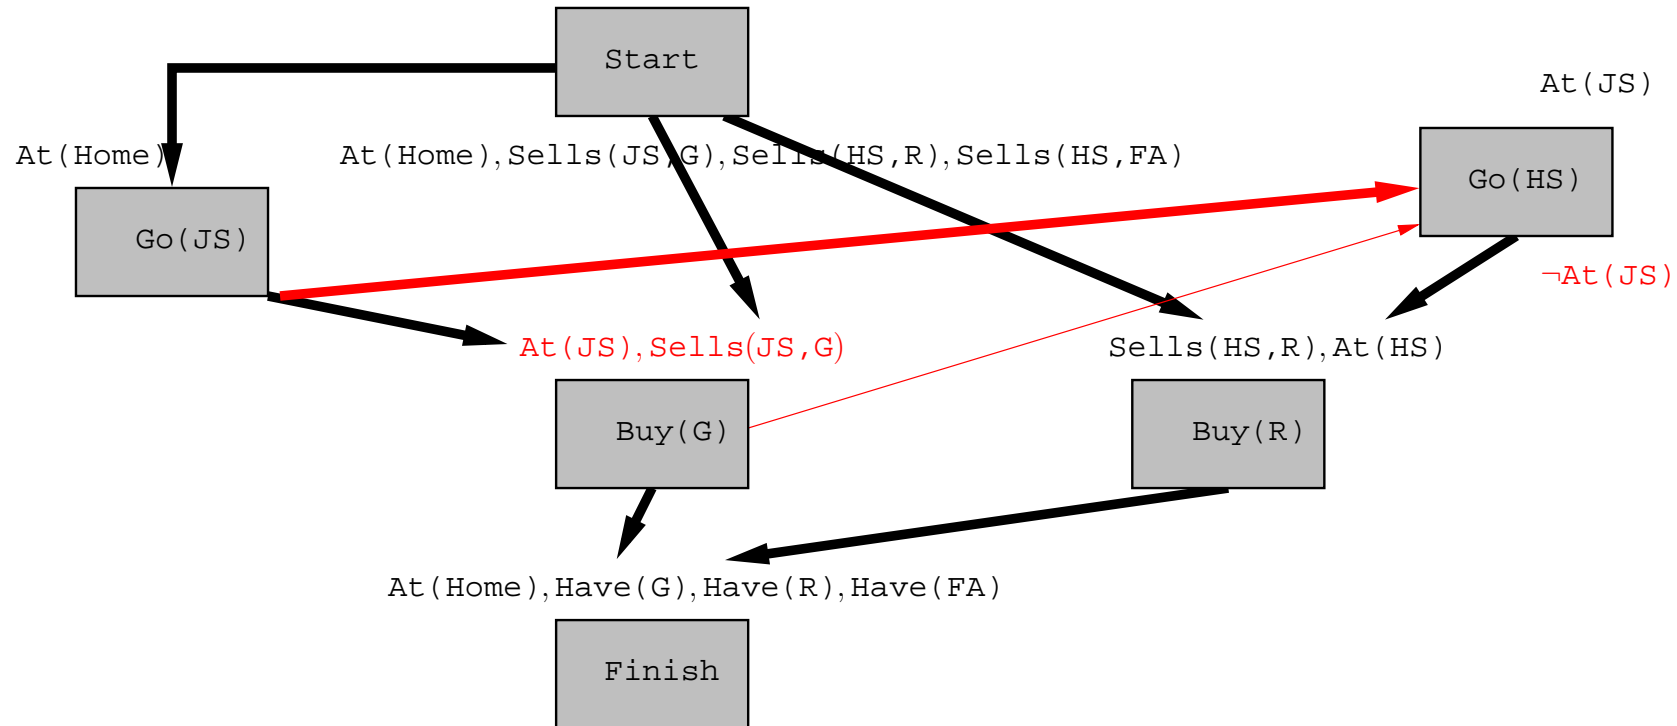 Start
At(JS)
At(Home)
At(Home),Sells(JS,G),Sells(HS,R),Sells(HS,FA)
Go(HS)
Go(JS)
¬At(JS)
At(JS),Sells(JS,G)
Sells(HS,R),At(HS)
Buy(G)
Buy(R)
At(Home),Have(G),Have(R),Have(FA)
Finish